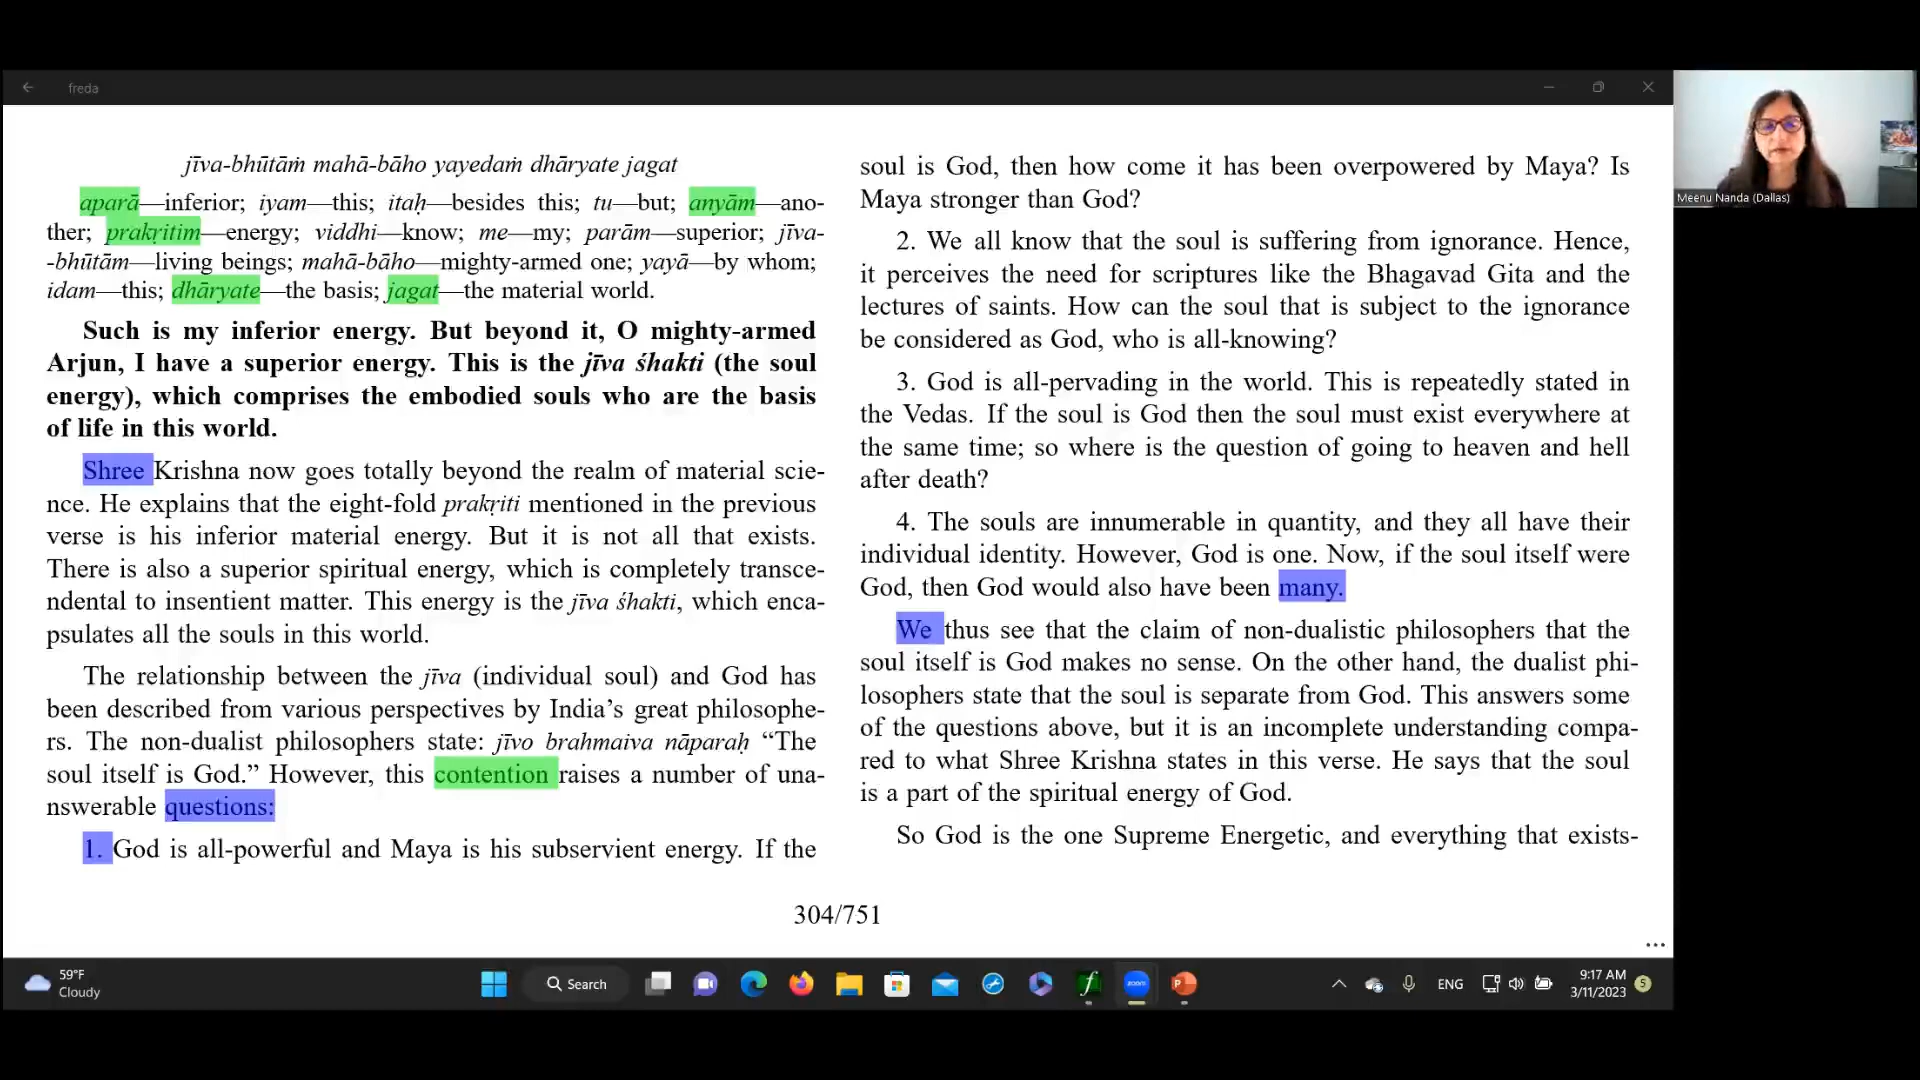 freda
jīva-bhūtāṁ mahā-bāho yayedaṁ dhāryate jagat
aparā—inferior; iyam—this; itaḥ—besides this; tu—but; anyām—ano-
ther; prakṛitim—energy; viddhi—know; me—my; parām—superior; jīva-
-bhūtām—living beings; mahā-bāho—mighty-armed one; yayā—by whom;
idam—this; dhāryate—the basis; jagat—the material world.
Such is my inferior energy. But beyond it, O mighty-armed
Arjun, I have a superior energy. This is the jīva śhakti (the soul
energy), which comprises the embodied souls who are the basis
of life in this world.
Shree Krishna now goes totally beyond the realm of material scie-
nce. He explains that the eight-fold prakṛiti mentioned in the previous
verse is his inferior material energy. But it is not all that exists.
There is also a superior spiritual energy, which is completely transce-
ndental to insentient matter. This energy is the jīva śhakti, which enca-
psulates all the souls in this world.
The relationship between the jīva (individual soul) and God has
been described from various perspectives by India’s great philosophe-
rs. The non-dualist philosophers state: jīvo brahmaiva nāparaḥ “The
soul itself is God.” However, this contention raises a number of una-
nswerable questions:
1. God is all-powerful and Maya is his subservient energy. If the
soul is God, then how come it has been overpowered by Maya? Is
Maya stronger than God?
2. We all know that the soul is suffering from ignorance. Hence,
it perceives the need for scriptures like the Bhagavad Gita and the
lectures of saints. How can the soul that is subject to the ignorance
be considered as God, who is all-knowing?
3. God is all-pervading in the world. This is repeatedly stated in
the Vedas. If the soul is God then the soul must exist everywhere at
the same time; so where is the question of going to heaven and hell
after death?
4. The souls are innumerable in quantity, and they all have their
individual identity. However, God is one. Now, if the soul itself were
God, then God would also have been many.
We thus see that the claim of non-dualistic philosophers that the
soul itself is God makes no sense. On the other hand, the dualist phi-
losophers state that the soul is separate from God. This answers some
of the questions above, but it is an incomplete understanding compa-
red to what Shree Krishna states in this verse. He says that the soul
is a part of the spiritual energy of God.
So God is the one Supreme Energetic, and everything that exists-
304/751
Meenu Nanda (Dallas)
59°F
Cloudy
Search
zoom
P
ENG
9:17 AM
3/11/2023
5